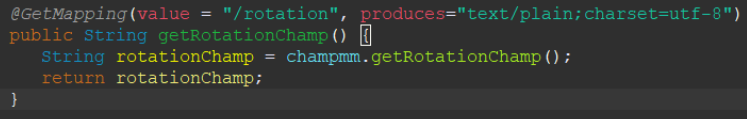 @GetMapping(value = "/rotation", produces="text/plain;charset=utf-8")
public String getRotationChamp() {
String rotationChamp = champmm.getRotationChamp();
return rotationChamp;
}